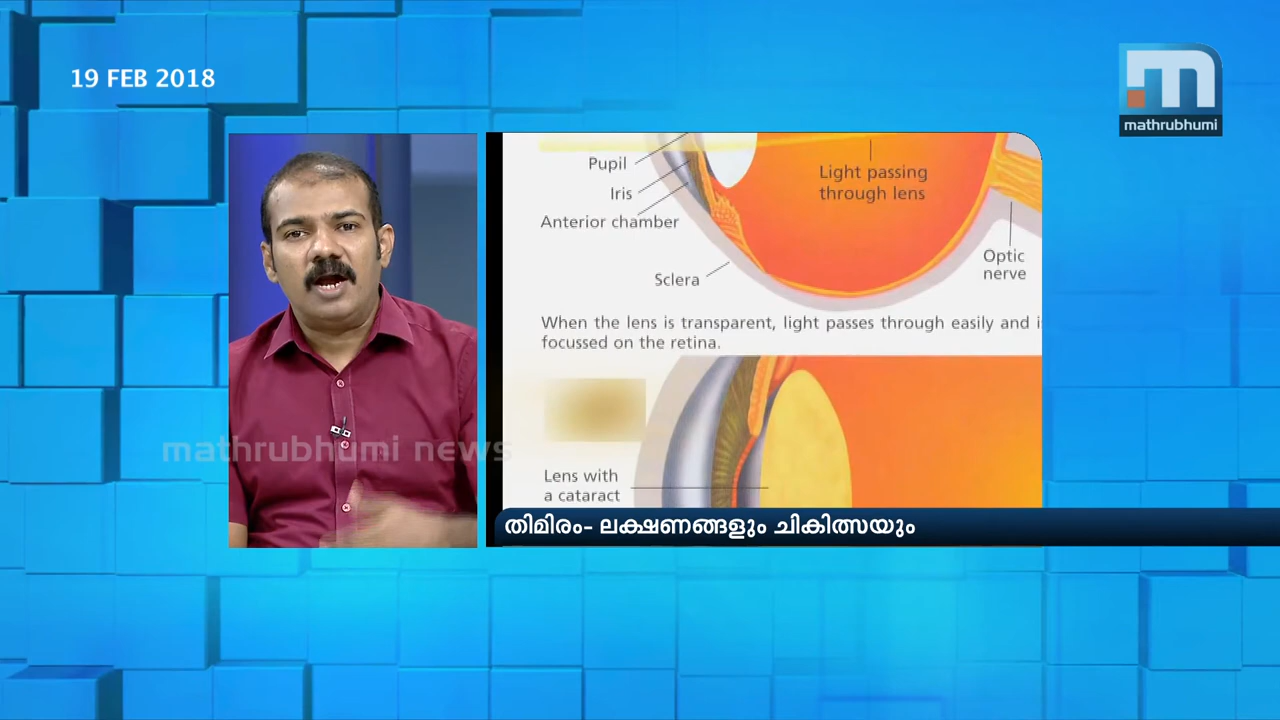 19 FEB 2018
mathrubhumi
Pupil
Iris
Anterior chamber
Sclera
Light passing
through lens
Optic
nerve
When the lens is transparent, light passes through easily and
focussed on the retina.
Lens with
a cataract
mathrubhumi news
തിമിരം- ലക്ഷണങ്ങളും ചികിത്സയും